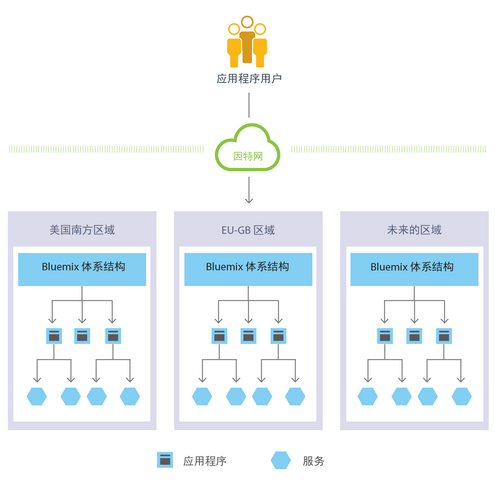 应用程序用户
因特网
美国南方区域
EU-GB 区域
未来的区域
Bluemix 体系结构
Bluemix 体系结构
Bluemix 体系结构
应用程序
服务